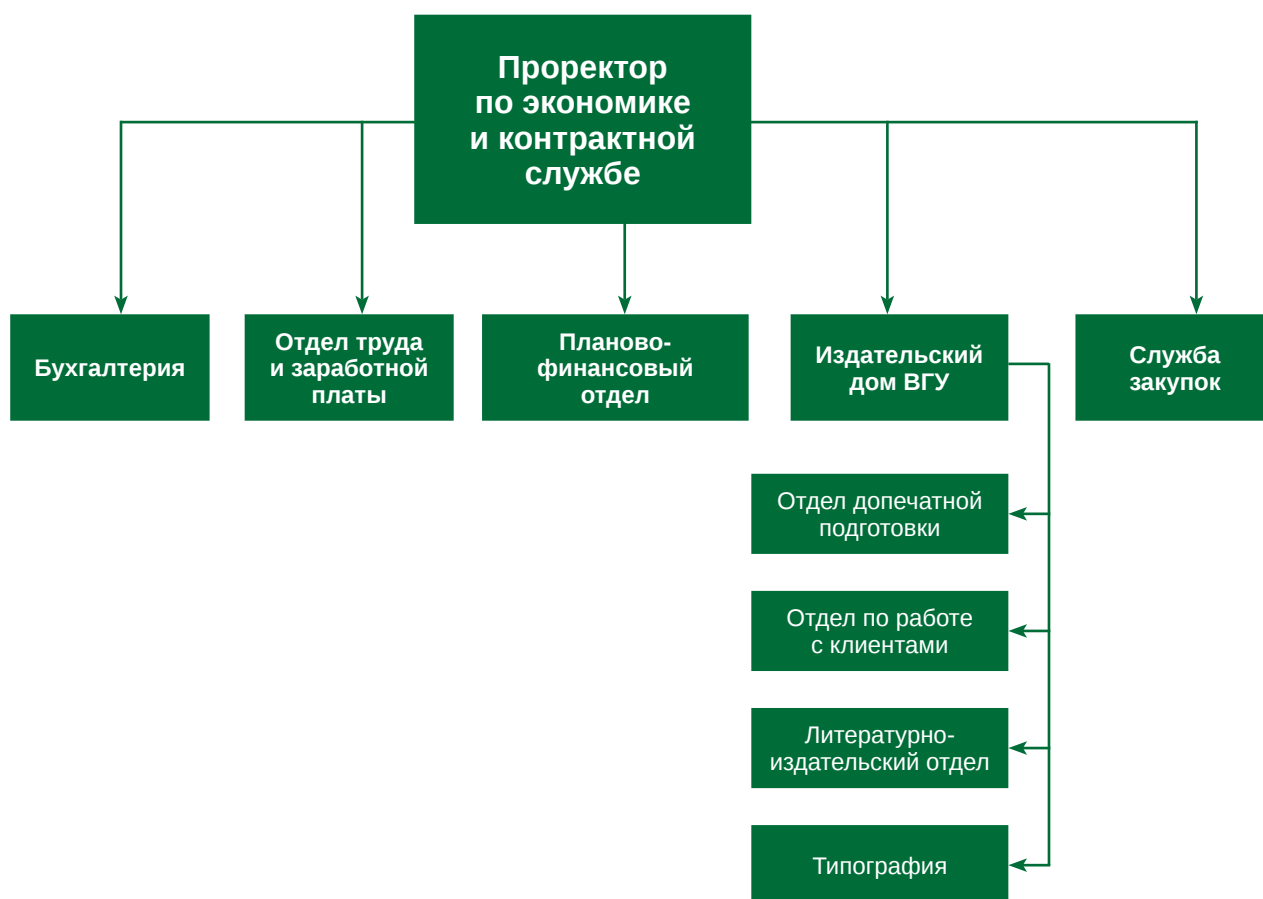 Проректор
по экономике
и контрактной
службе
Бухгалтерия
Отдел труда
и заработной
платы
Планово-
финансовый
отдел
Издательский
дом ВГУ
Служба
закупок
Отдел допечатной
подготовки
Отдел по работе
с клиентами
Литературно-
издательский отдел
Типография